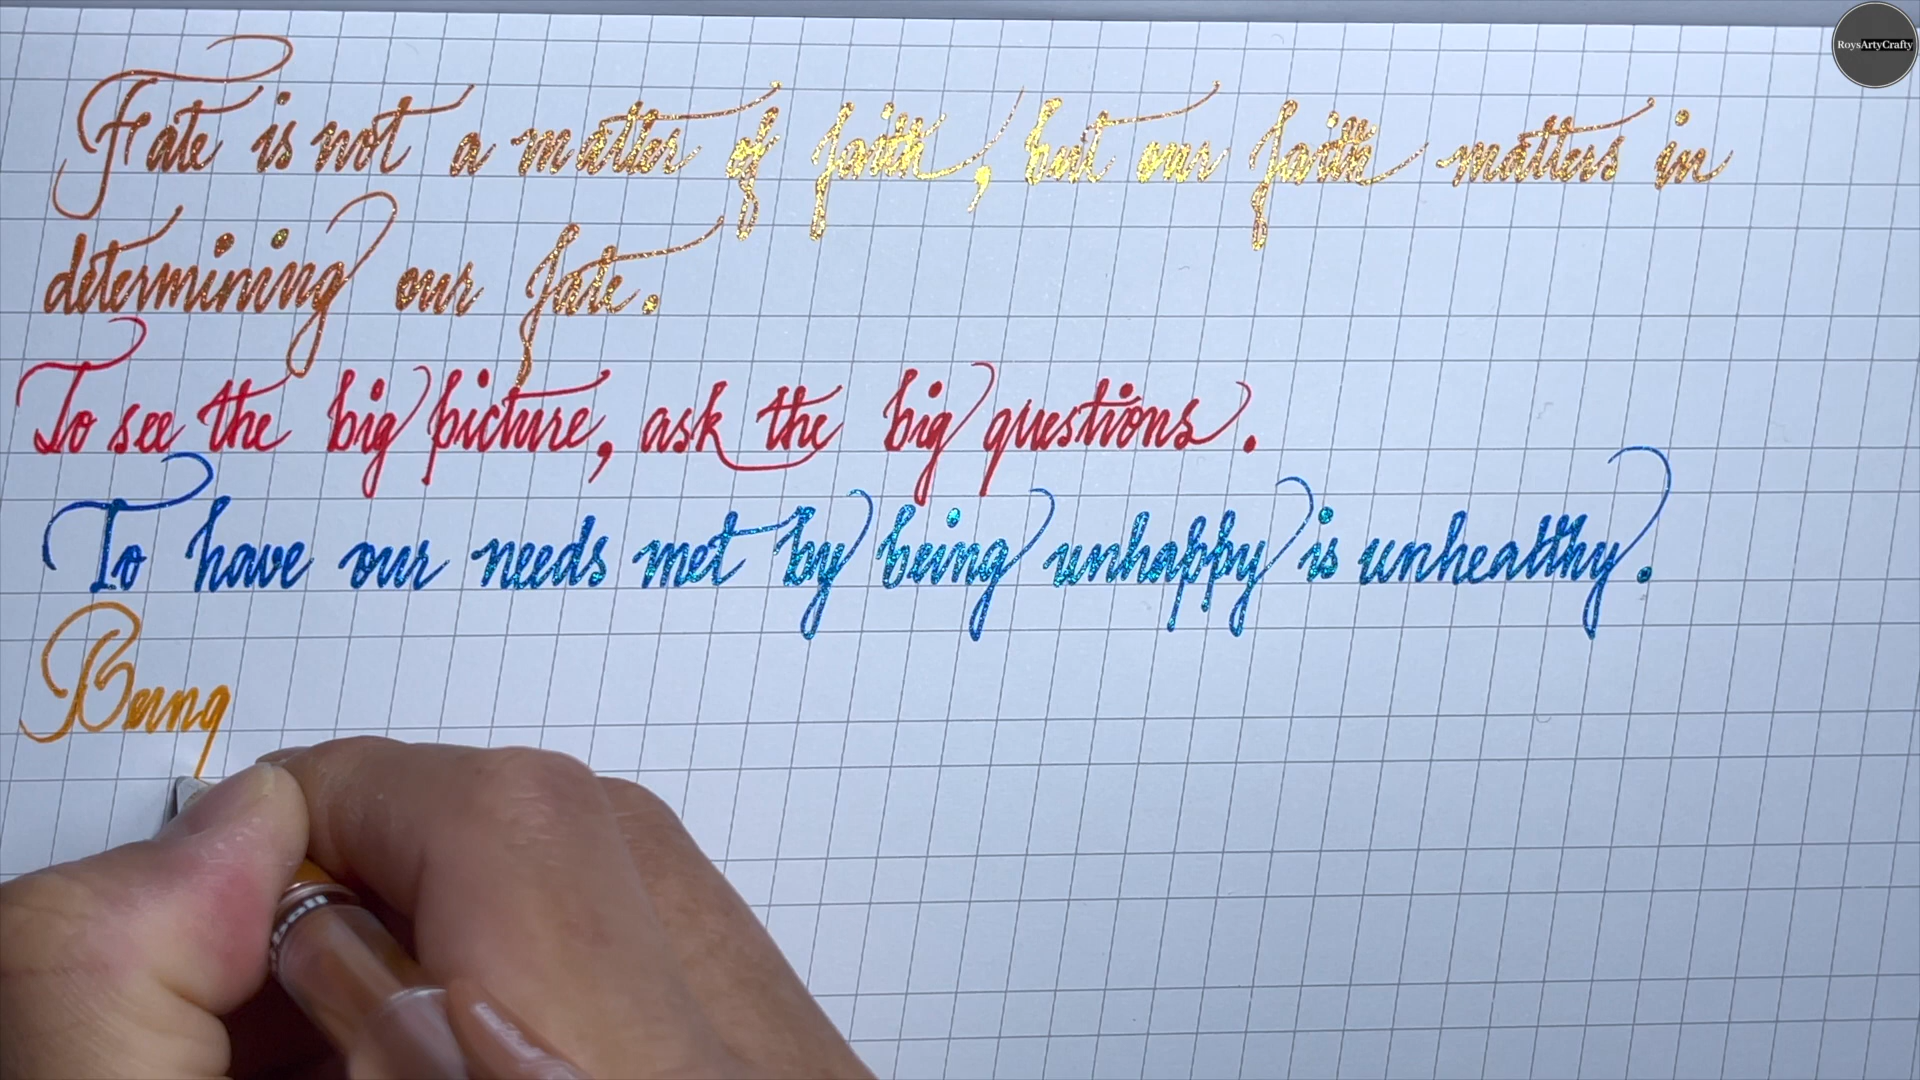 RoysArtyCrafty
Fate is not a matter of faith, but our faith matters in
determining our fate.
To see the big picture, ask the big questions.
To have our needs met by being unhappy is unhealthy.
Being